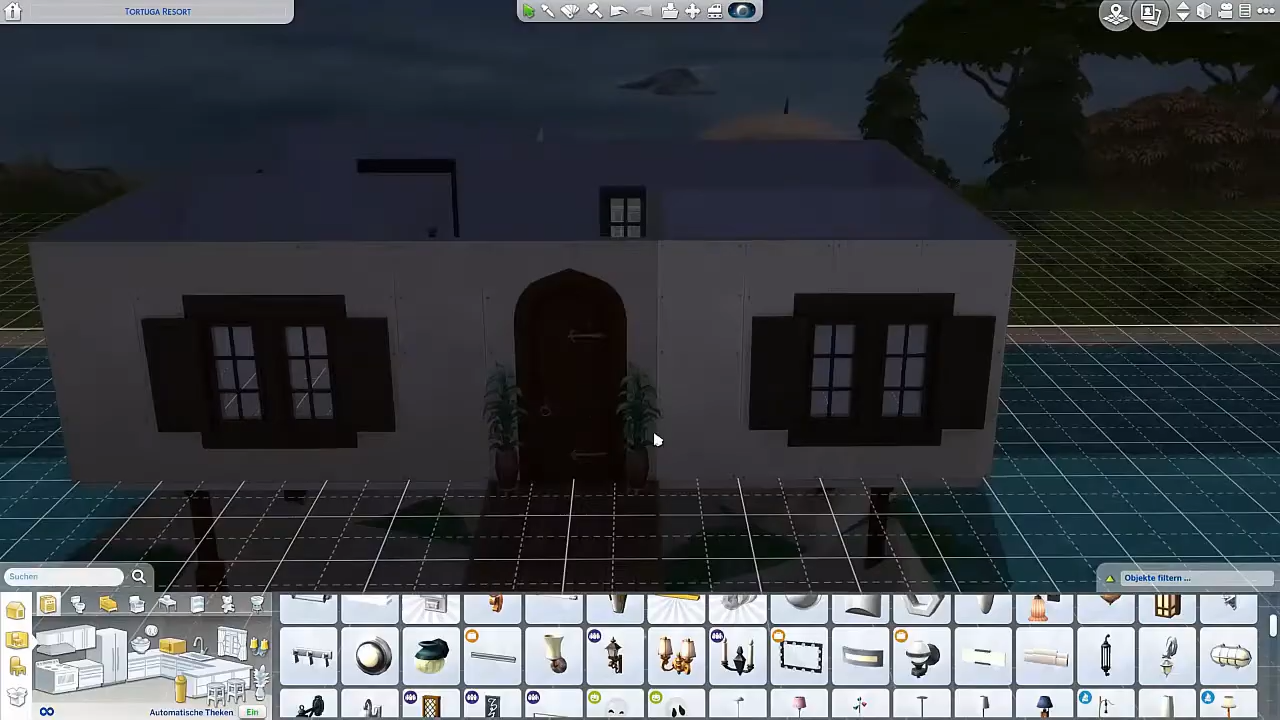 TORTUGA RESORT
Suchen
Objekte filtern ...
Automatische Theken
Ein